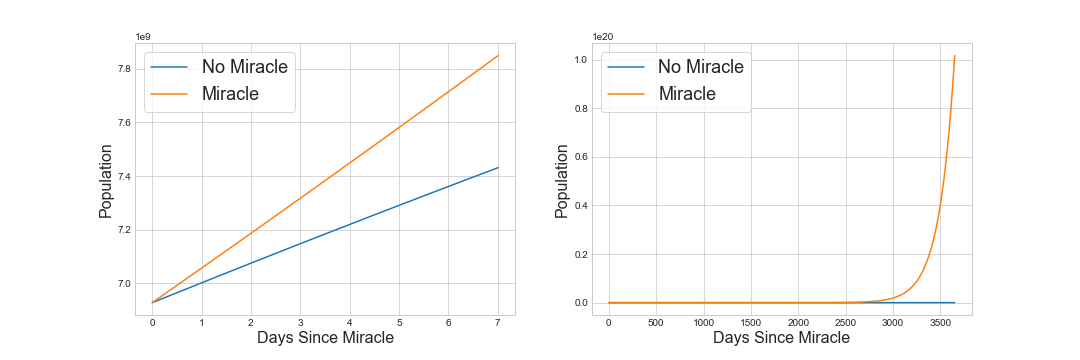 1e9
No Miracle
Miracle
7.8
7.6
7.4
7.2
7.0
Population
0 1 2 3 4 5 6 7
Days Since Miracle
1e20
No Miracle
Miracle
1.0
0.8
0.6
0.4
0.2
0.0
Population
0 500 1000 1500 2000 2500 3000 3500
Days Since Miracle